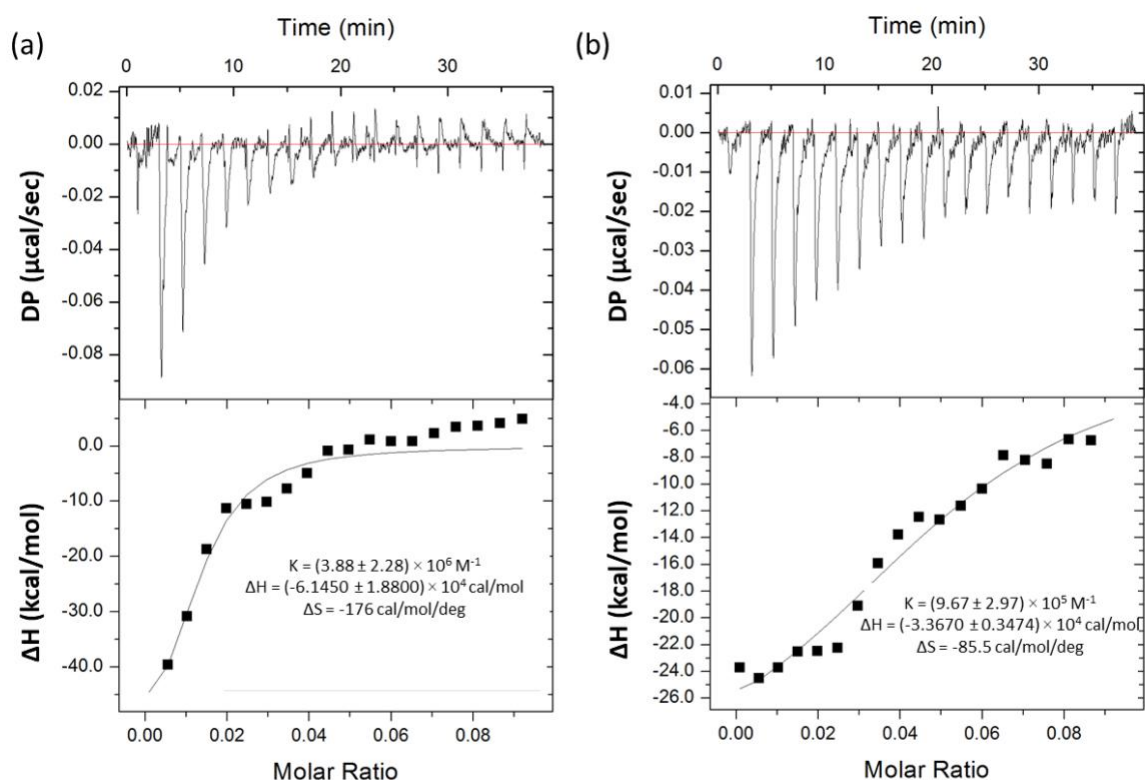 (a)
Time (min)
0 10 20 30
0.02
0.00
-0.02
-0.04
-0.06
-0.08
DP (μcal/sec)
0.0
-10.0
-20.0
-30.0
-40.0
ΔH (kcal/mol)
K = (3.88 ± 2.28) × 10⁶ M⁻¹
ΔH = (-6.1450 ± 1.8800) × 10⁴ cal/mol
ΔS = -176 cal/mol/deg
0.00 0.02 0.04 0.06 0.08
Molar Ratio
(b)
Time (min)
0 10 20 30
0.01
0.00
-0.01
-0.02
-0.03
-0.04
-0.05
-0.06
DP (μcal/sec)
-4.0
-6.0
-8.0
-10.0
-12.0
-14.0
-16.0
-18.0
-20.0
-22.0
-24.0
-26.0
ΔH (kcal/mol)
K = (9.67 ± 2.97) × 10⁵ M⁻¹
ΔH = (-3.3670 ± 0.3474) × 10⁴ cal/mol
ΔS = -85.5 cal/mol/deg
0.00 0.02 0.04 0.06 0.08
Molar Ratio